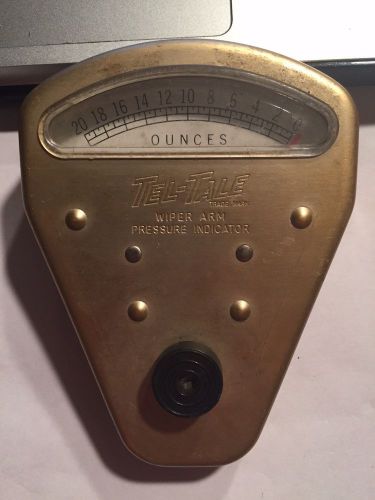 20 18 16 14 12 10 8 6 4 2 0
OUNCES
TEL-TALE
TRADE MARK
WIPER ARM
PRESSURE INDICATOR